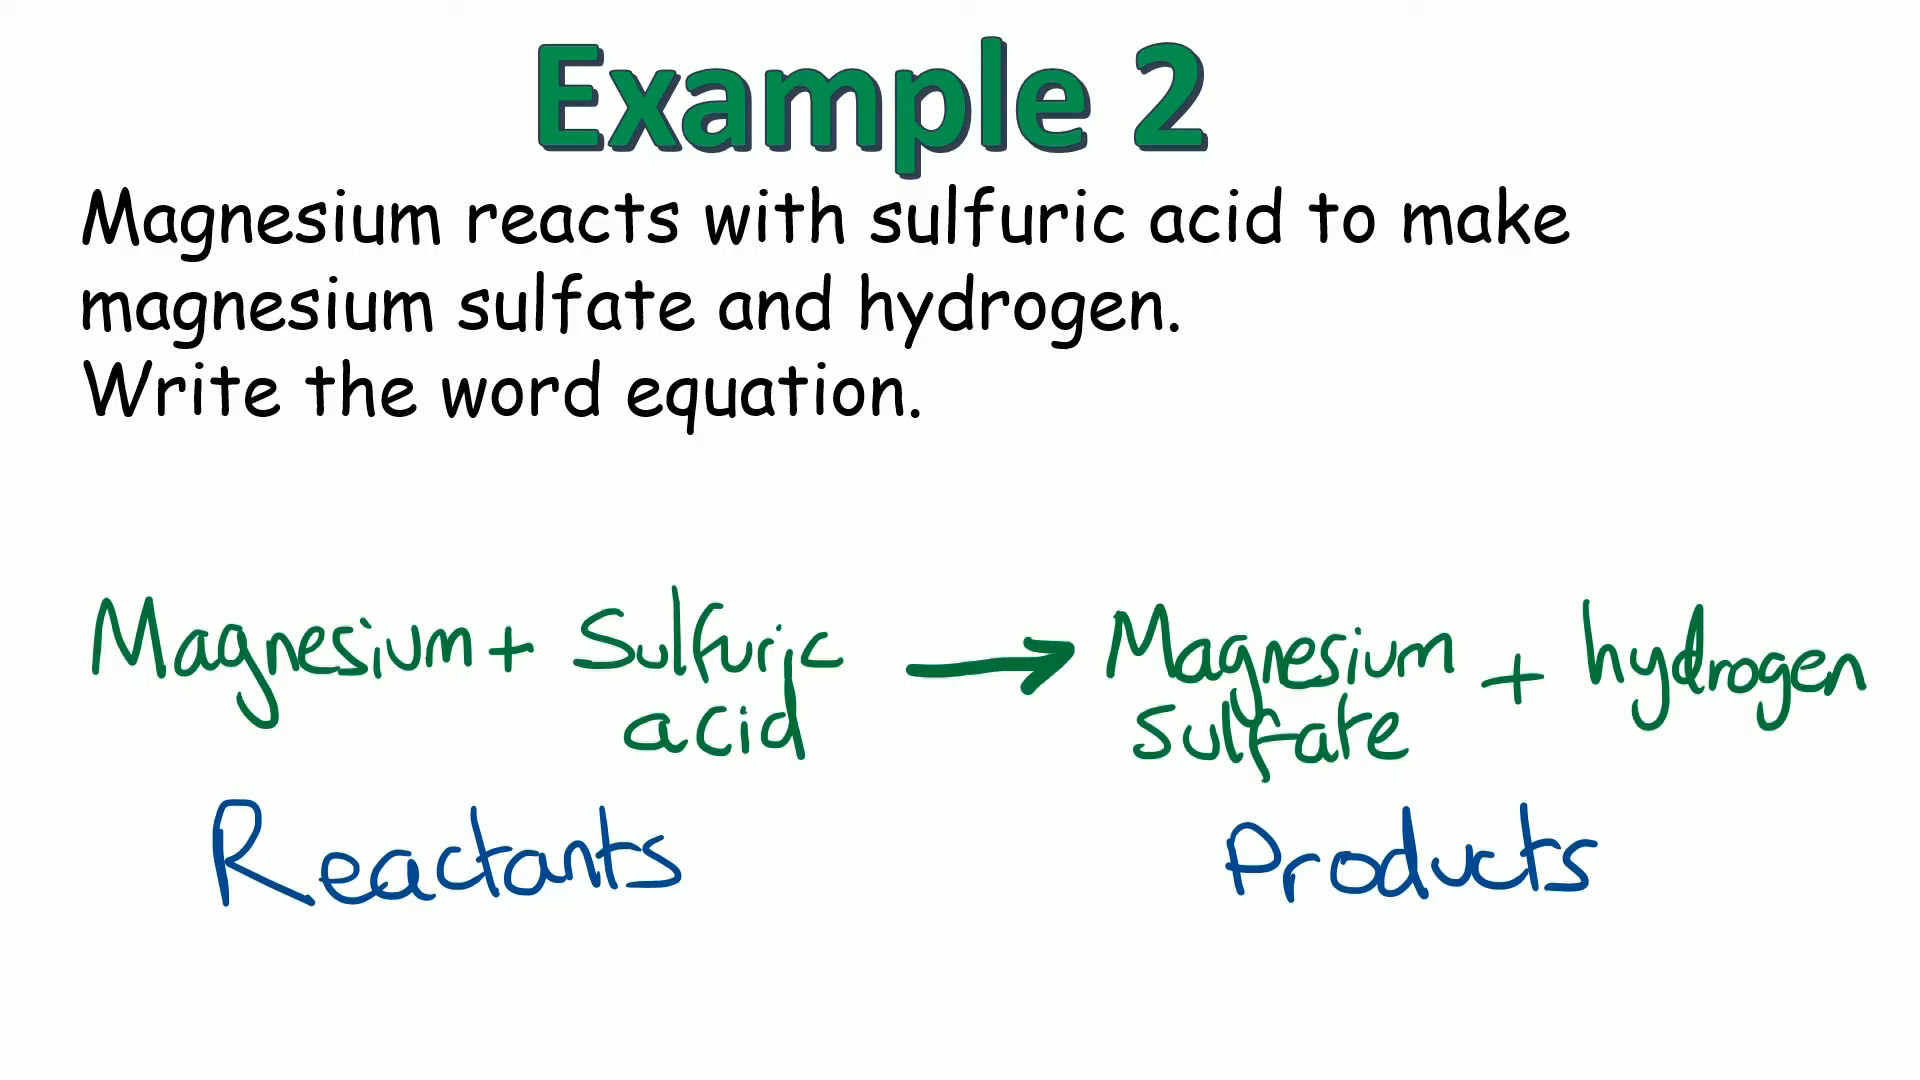 Example 2
Magnesium reacts with sulfuric acid to make
magnesium sulfate and hydrogen.
Write the word equation.
Magnesium + Sulfuric → Magnesium + hydrogen
acid sulfate
Reactants Products